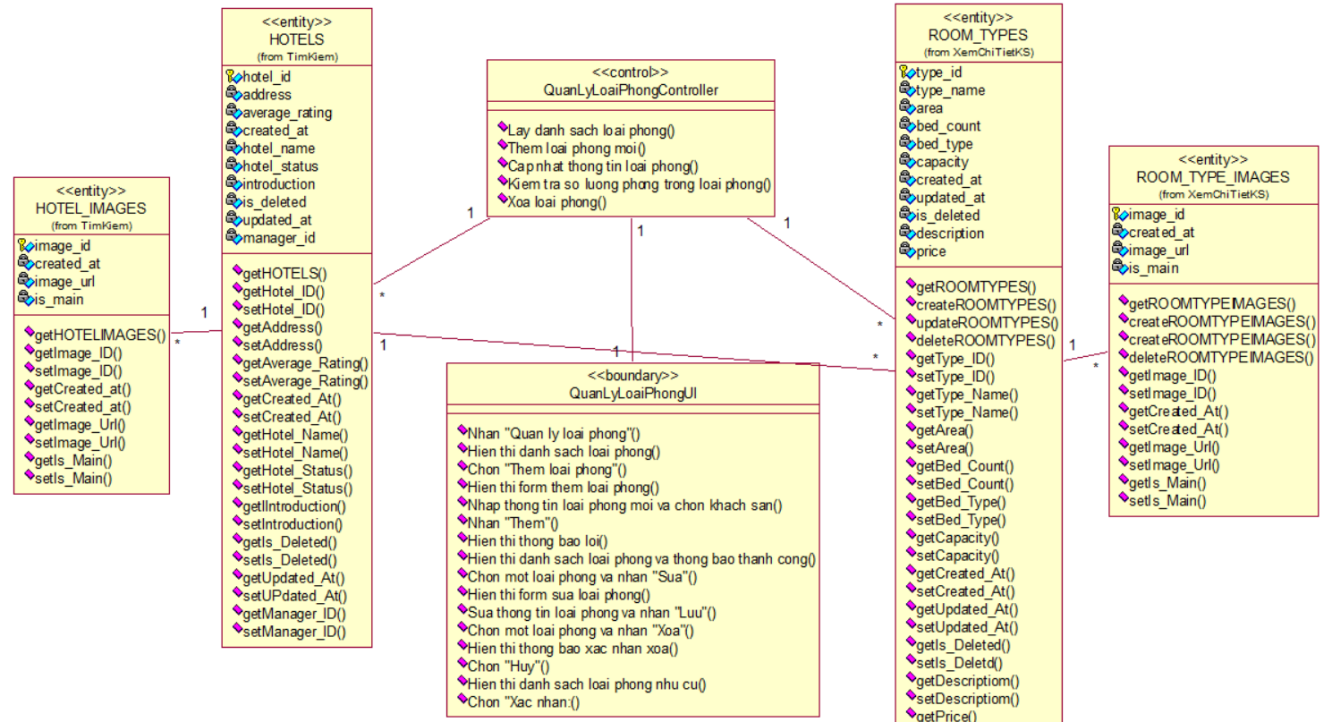 <<entity>>
HOTEL_IMAGES
(from TimKiem)
image_id
created_at
image_url
is_main
getHOTELIMAGES()
getImage_ID()
setImage_ID()
getCreated_at()
setCreated_at()
getImage_Url()
setImage_Url()
getIs_Main()
setIs_Main()
1
*
<<entity>>
HOTELS
(from TimKiem)
hotel_id
address
average_rating
created_at
hotel_name
hotel_status
introduction
is_deleted
updated_at
manager_id
getHOTELS()
getHotel_ID()
setHotel_ID()
getAddress()
setAddress()
getAverage_Rating()
setAverage_Rating()
getCreated_At()
setCreated_At()
getHotel_Name()
setHotel_Name()
getHotel_Status()
setHotel_Status()
getIIntroduction()
setIntroduction()
getIs_Deleted()
setIs_Deleted()
getUpdated_At()
setUPdated_At()
getManager_ID()
setManager_ID()
<<control>>
QuanLyLoaiPhongController
Lay danh sach loai phong()
Them loai phong moi()
Cap nhat thong tin loai phong()
Kiem tra so luong phong trong loai phong()
Xoa loai phong()
1
1
1
*
*
1
1
*
<<boundary>>
QuanLyLoaiPhongUI
Nhan "Quan ly loai phong"()
Hien thi danh sach loai phong()
Chon "Them loai phong"()
Hien thi form them loai phong()
Nhap thong tin loai phong moi va chon khach san()
Nhan "Them"()
Hien thi thong bao loi()
Hien thi danh sach loai phong va thong bao thanh cong()
Chon mot loai phong va nhan "Sua"()
Hien thi form sua loai phong()
Sua thong tin loai phong va nhan "Luu"()
Chon mot loai phong va nhan "Xoa"()
Hien thi thong bao xac nhan xoa()
Chon "Huy"()
Hien thi danh sach loai phong nhu cu()
Chon "Xac nhan:()
<<entity>>
ROOM_TYPES
(from XemChiTietKS)
type_id
type_name
area
bed_count
bed_type
capacity
created_at
updated_at
is_deleted
description
price
getROOMTYPES()
createROOMTYPES()
updateROOMTYPES()
deleteROOMTYPES()
getType_ID()
setType_ID()
getType_Name()
setType_Name()
getArea()
setArea()
getBed_Count()
setBed_Count()
getBed_Type()
setBed_Type()
getCapacity()
setCapacity()
getCreated_At()
setCreated_At()
getUpdated_At()
setUpdated_At()
getIs_Deleted()
setIs_Deletd()
getDescriptiom()
setDescriptiom()
getPrice()
1
*
<<entity>>
ROOM_TYPE_IMAGES
(from XemChiTietKS)
image_id
created_at
image_url
is_main
getROOMTYPEIMAGES()
createROOMTYPEIMAGES()
createROOMTYPEIMAGES()
deleteROOMTYPEIMAGES()
getImage_ID()
setImage_ID()
getCreated_At()
setCreated_At()
getImage_Url()
setImage_Url()
getIs_Main()
setIs_Main()